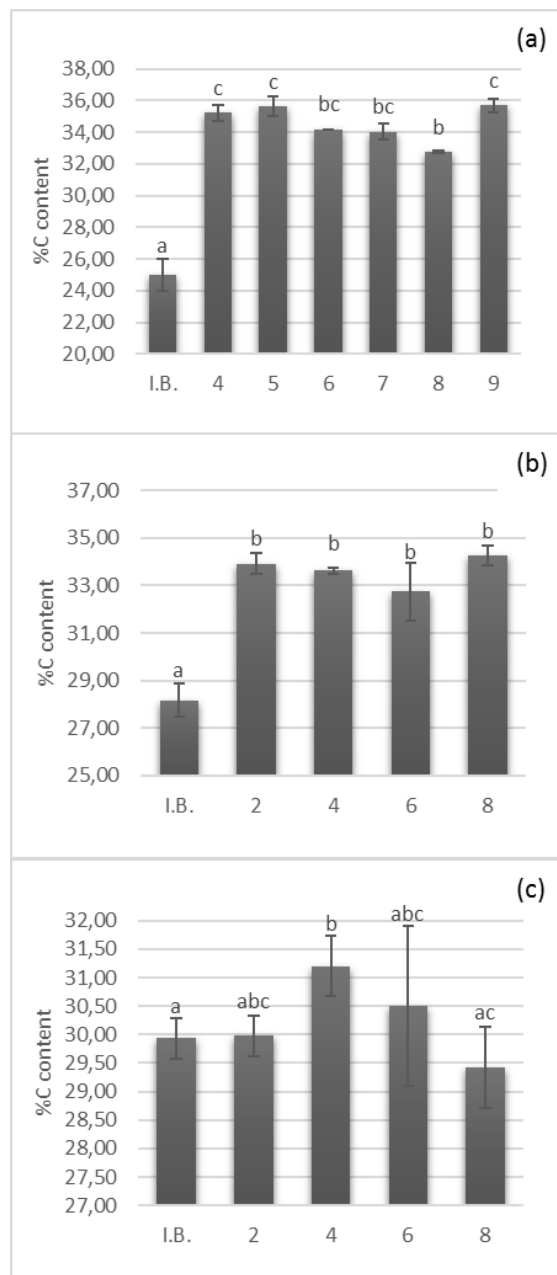 (a)
38,00
36,00
34,00
32,00
30,00
28,00
26,00
24,00
22,00
20,00
%C content
a
c
c
bc
bc
b
c
I.B. 4 5 6 7 8 9
(b)
37,00
35,00
33,00
31,00
29,00
27,00
25,00
%C content
a
b
b
b
b
I.B. 2 4 6 8
(c)
32,00
31,50
31,00
30,50
30,00
29,50
29,00
28,50
28,00
27,50
27,00
%C content
a
abc
b
abc
ac
I.B. 2 4 6 8